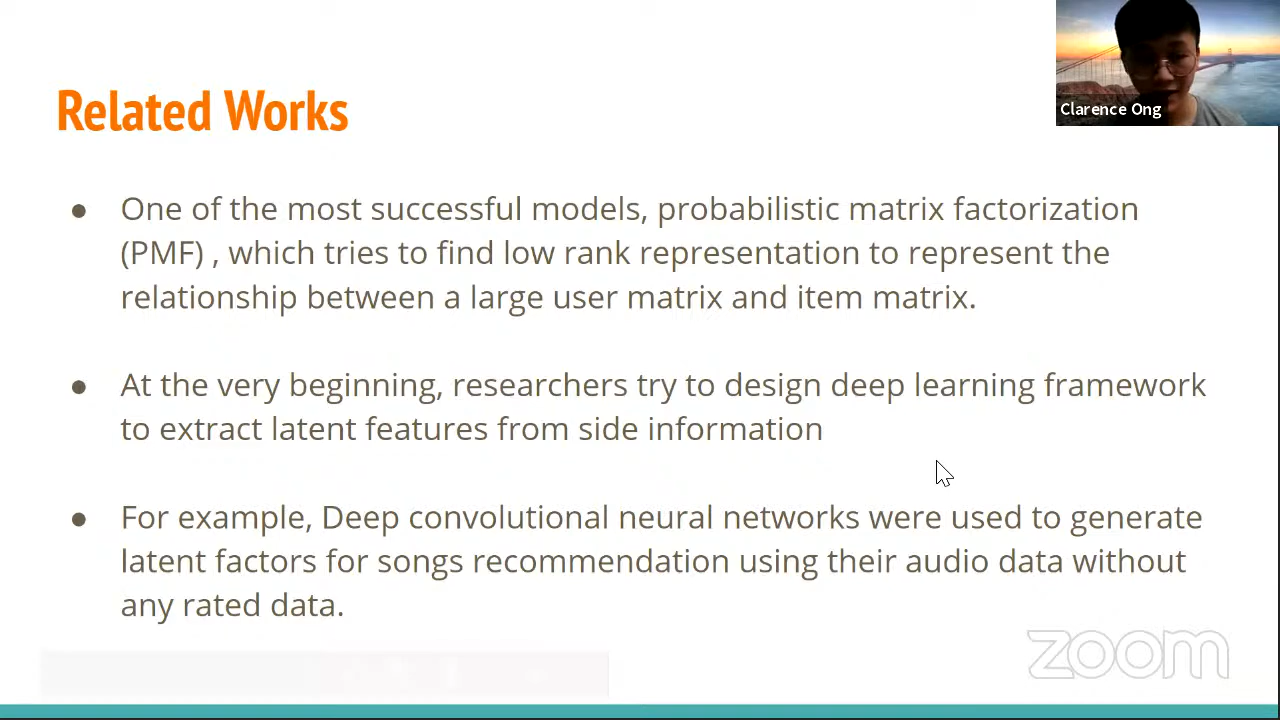 Related Works
Clarence Ong
● One of the most successful models, probabilistic matrix factorization
(PMF) , which tries to find low rank representation to represent the
relationship between a large user matrix and item matrix.
● At the very beginning, researchers try to design deep learning framework
to extract latent features from side information
● For example, Deep convolutional neural networks were used to generate
latent factors for songs recommendation using their audio data without
any rated data.
zoom